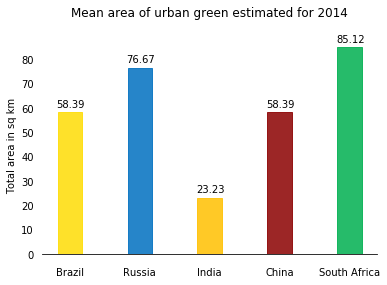 Mean area of urban green estimated for 2014
Total area in sq km
80
70
60
50
40
30
20
10
0
58.39
76.67
23.23
58.39
85.12
Brazil
Russia
India
China
South Africa